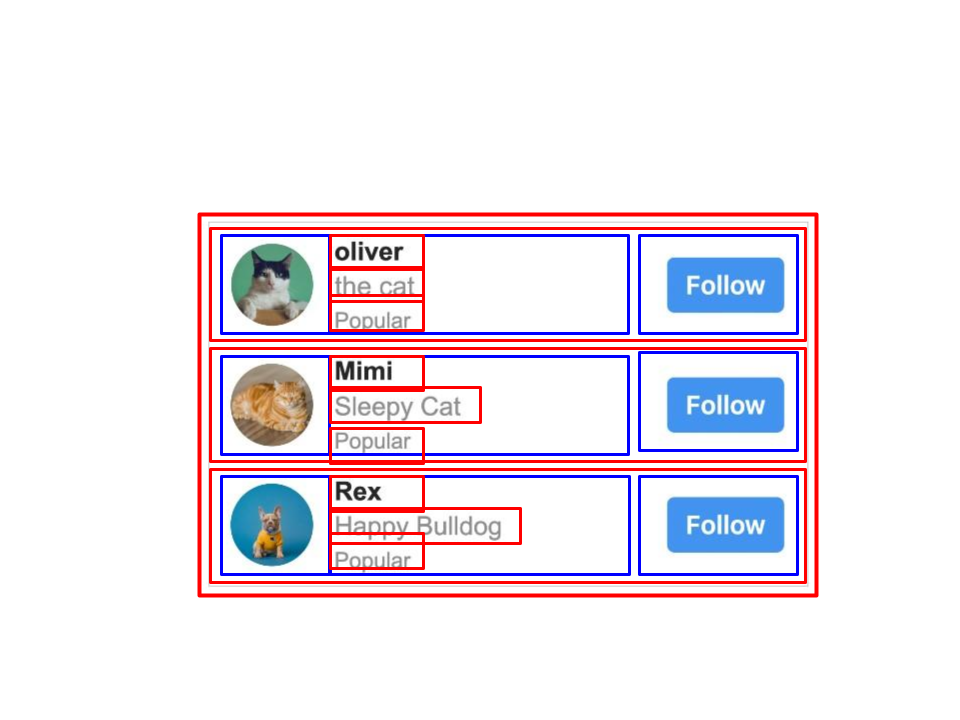 oliver
the cat
Popular
Follow
Mimi
Sleepy Cat
Popular
Follow
Rex
Happy Bulldog
Popular
Follow